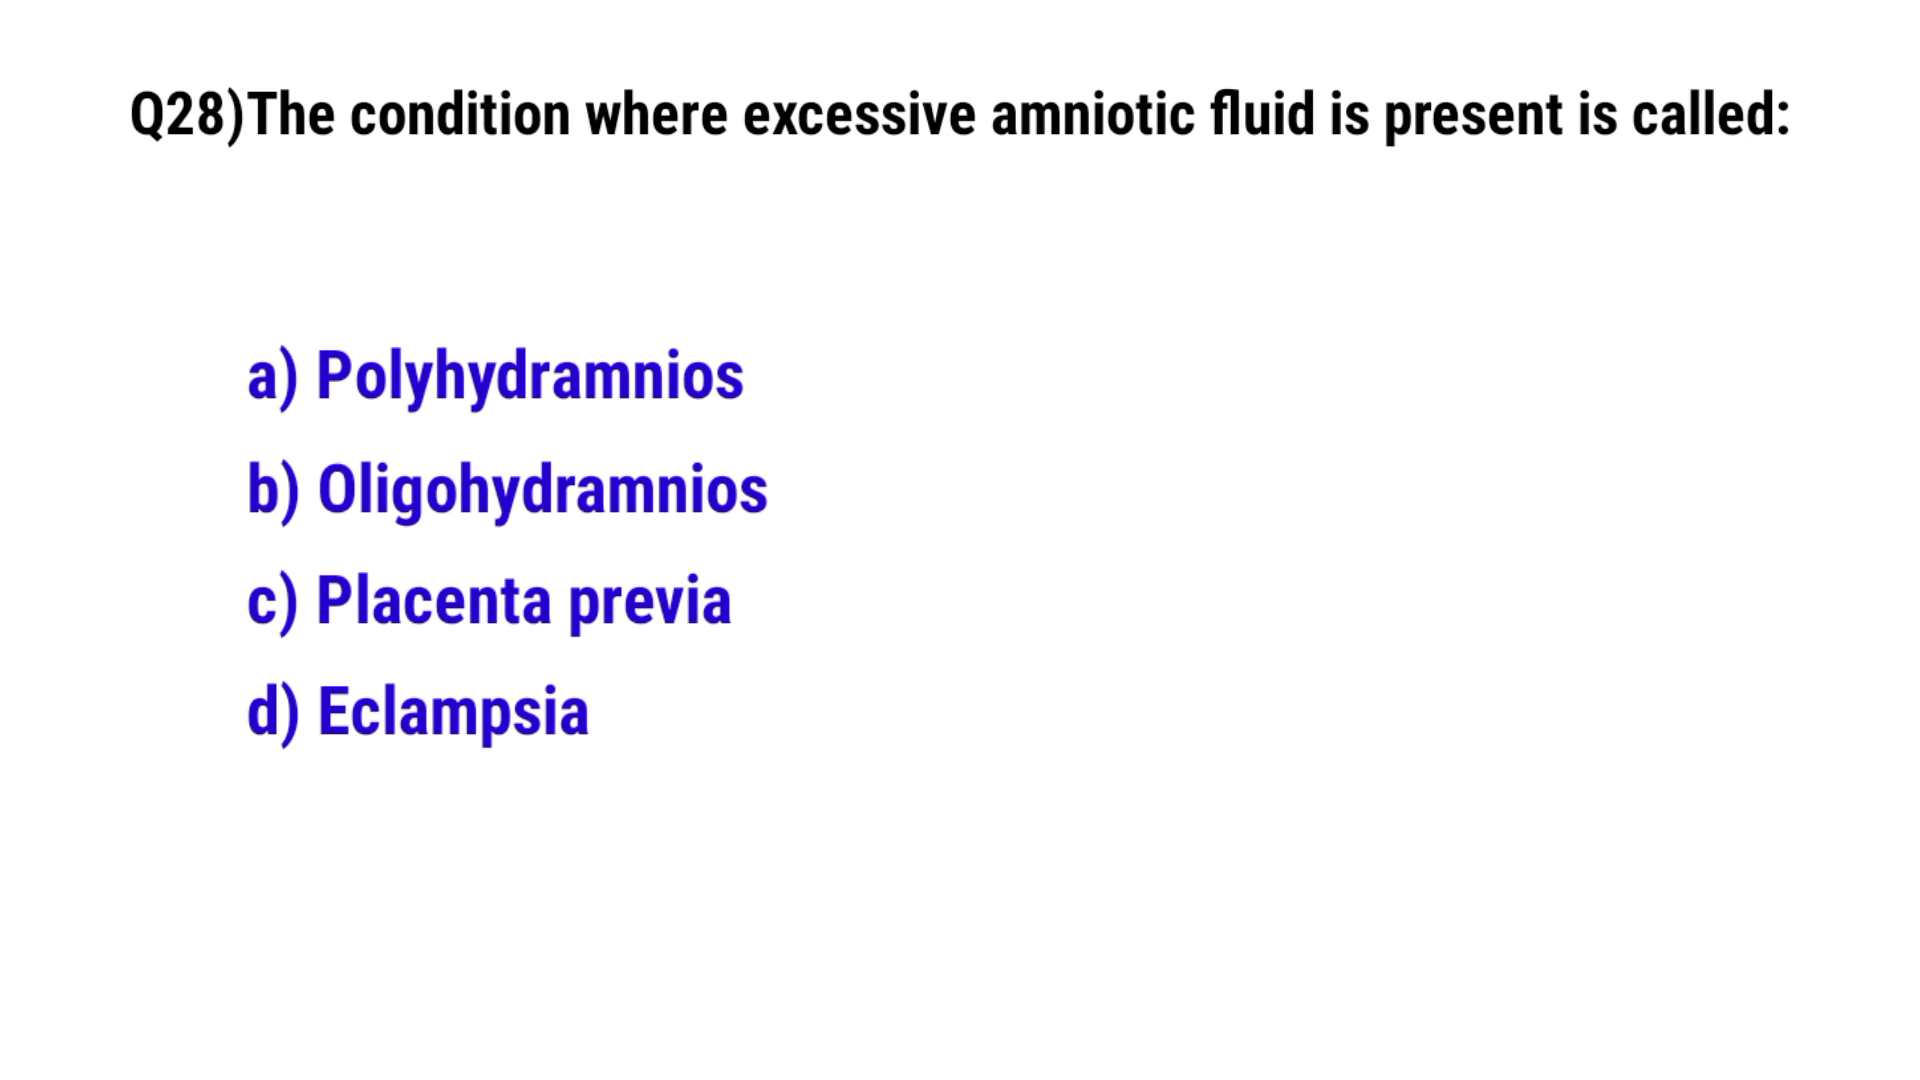 Q28)The condition where excessive amniotic fluid is present is called:
a) Polyhydramnios
b) Oligohydramnios
c) Placenta previa
d) Eclampsia